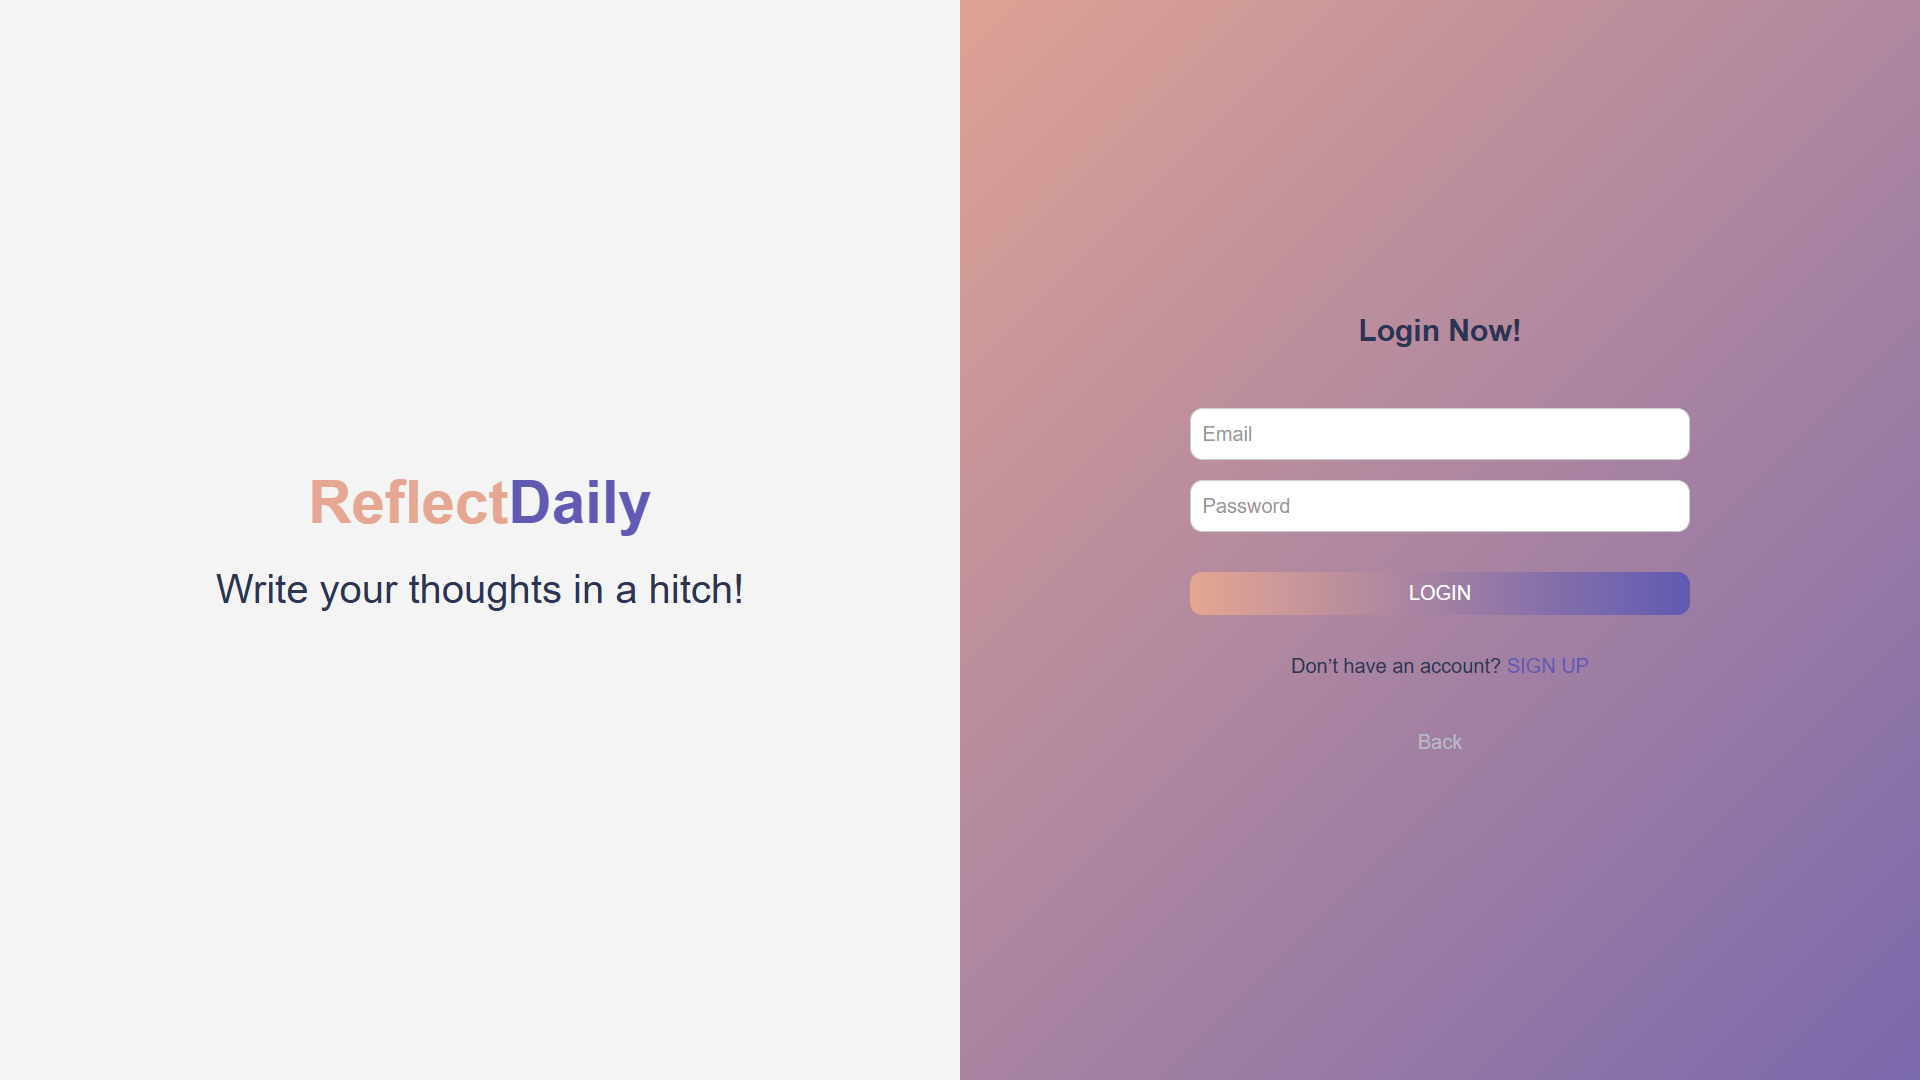 ReflectDaily
Write your thoughts in a hitch!
Login Now!
Email
Password
LOGIN
Don’t have an account? SIGN UP
Back